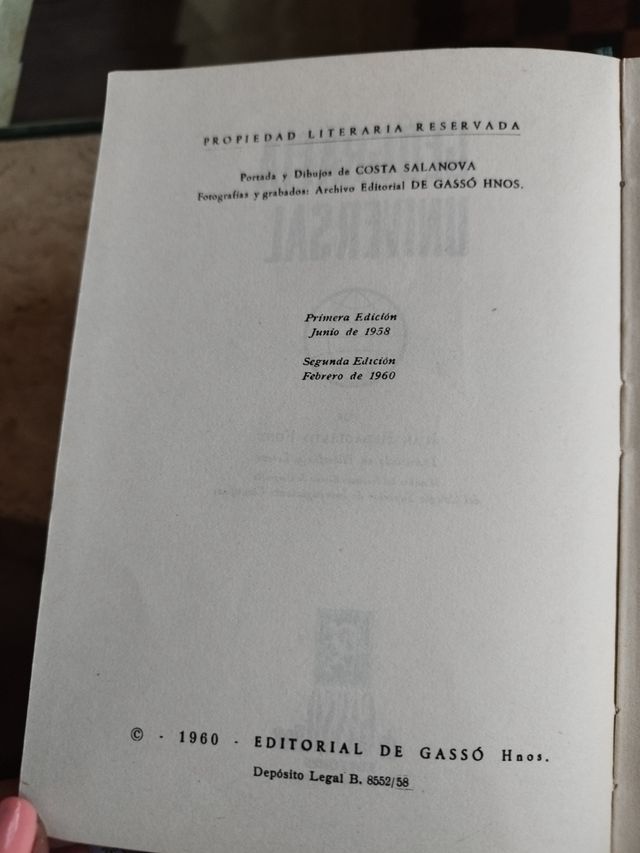 PROPIEDAD LITERARIA RESERVADA
Portada y Dibujos de COSTA SALANOVA
Fotografías y grabados: Archivo Editorial DE GASSÓ HNOS.
Primera Edición
Junio de 1958
Segunda Edición
Febrero de 1960
© - 1960 - EDITORIAL DE GASSÓ Hnos.
Depósito Legal B. 8552/58